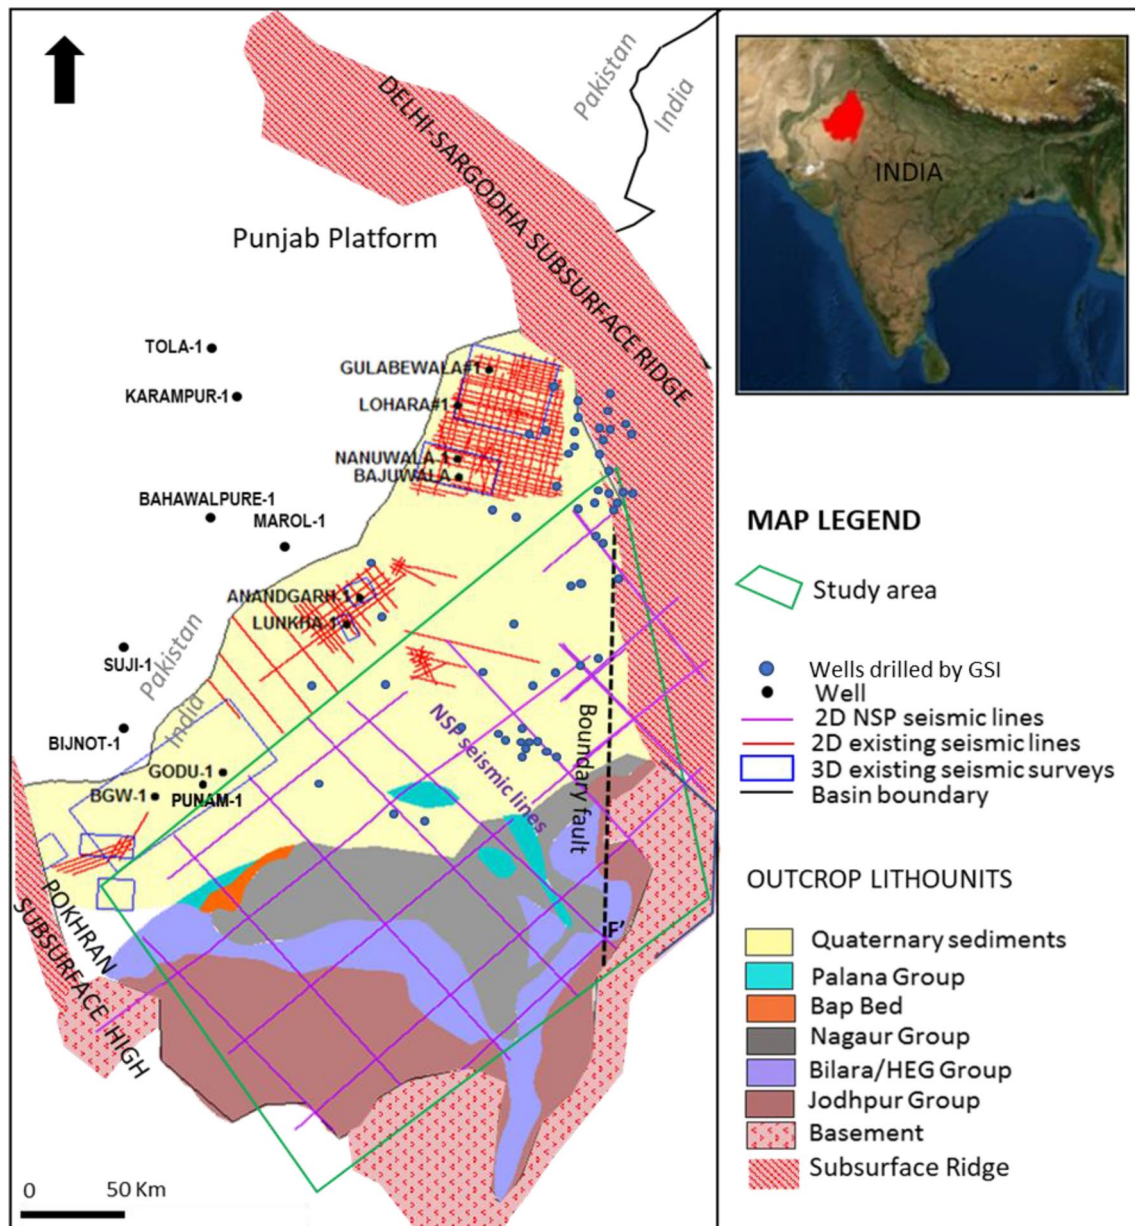 Pakistan
India
DELHI-SARGODHA SUBSURFACE RIDGE
Punjab Platform
TOLA-1
KARAMPUR-1
GULABEWALA#1
LOHARA#1
NANUWALA-1
BAJUWALA
BAHAWALPURE-1
MAROL-1
ANANDGARH-1
LUNKHA-1
SUJI-1
Pakistan
India
BIJNOT-1
GODU-1
BGW-1
PUNAM-1
NSP seismic lines
Boundary fault
F'
POKHRAN
SUBSURFACE HIGH
0 50 Km
INDIA
MAP LEGEND
Study area
Wells drilled by GSI
Well
2D NSP seismic lines
2D existing seismic lines
3D existing seismic surveys
Basin boundary
OUTCROP LITHOUNITS
Quaternary sediments
Palana Group
Bap Bed
Nagaur Group
Bilara/HEG Group
Jodhpur Group
Basement
Subsurface Ridge